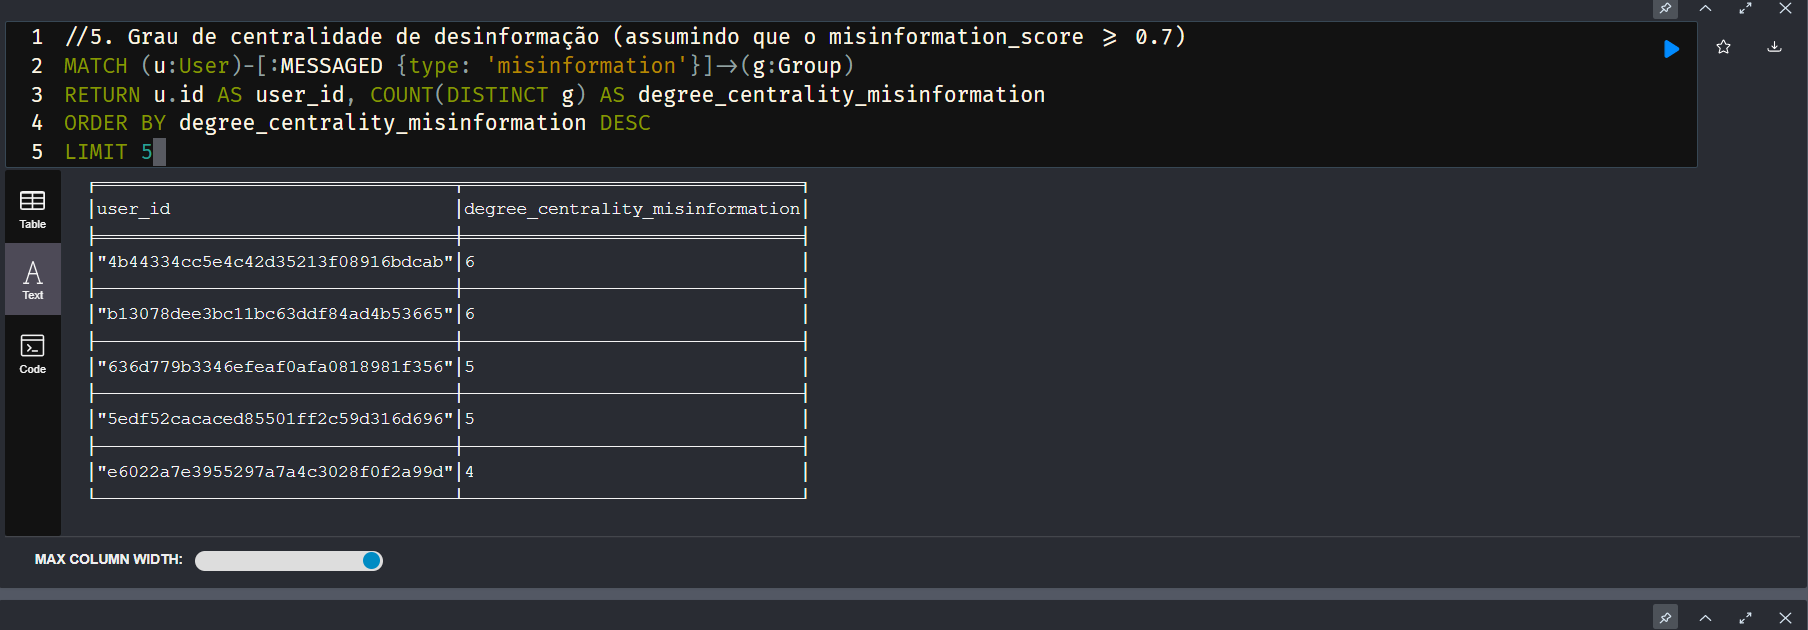 1 //5. Grau de centralidade de desinformação (assumindo que o misinformation_score >= 0.7)
2 MATCH (u:User)-[:MESSAGED {type: 'misinformation'}]->(g:Group)
3 RETURN u.id AS user_id, COUNT(DISTINCT g) AS degree_centrality_misinformation
4 ORDER BY degree_centrality_misinformation DESC
5 LIMIT 5
Table
Text
Code
user_id degree_centrality_misinformation
"4b44334cc5e4c42d35213f08916bdcab" 6
"b13078dee3bc11bc63ddf84ad4b53665" 6
"636d779b3346efeaf0afa0818981f356" 5
"5edf52cacaced85501ff2c59d316d696" 5
"e6022a7e3955297a7a4c3028f0f2a99d" 4
MAX COLUMN WIDTH: